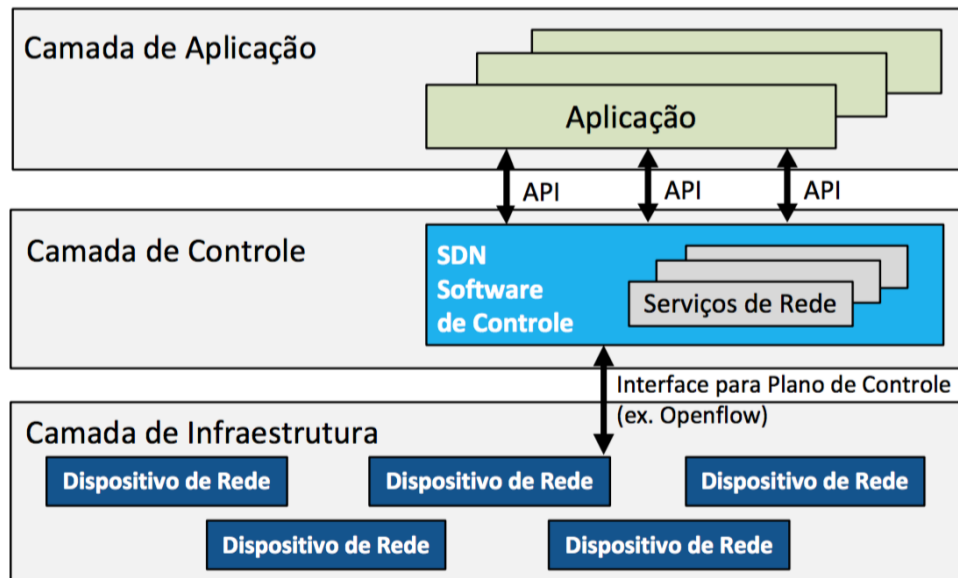 Camada de Aplicação
Aplicação
API
API
API
Camada de Controle
SDN
Software
de Controle
Serviços de Rede
Interface para Plano de Controle
(ex. Openflow)
Camada de Infraestrutura
Dispositivo de Rede
Dispositivo de Rede
Dispositivo de Rede
Dispositivo de Rede
Dispositivo de Rede